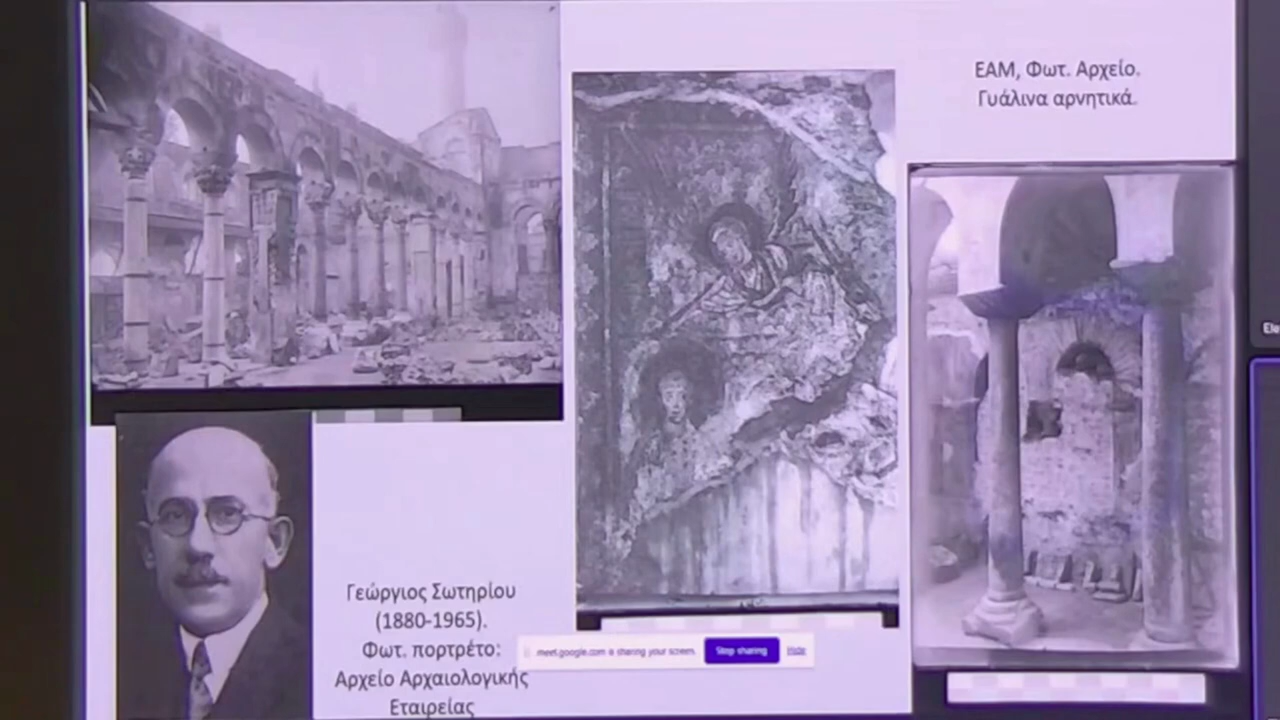 ΕΑΜ, Φωτ. Αρχείο.
Γυάλινα αρνητικά.
Γεώργιος Σωτηρίου
(1880-1965).
Φωτ. πορτρέτο:
Αρχείο Αρχαιολογικής
Εταιρείας
meet.google.com is sharing your screen. Stop sharing Hide